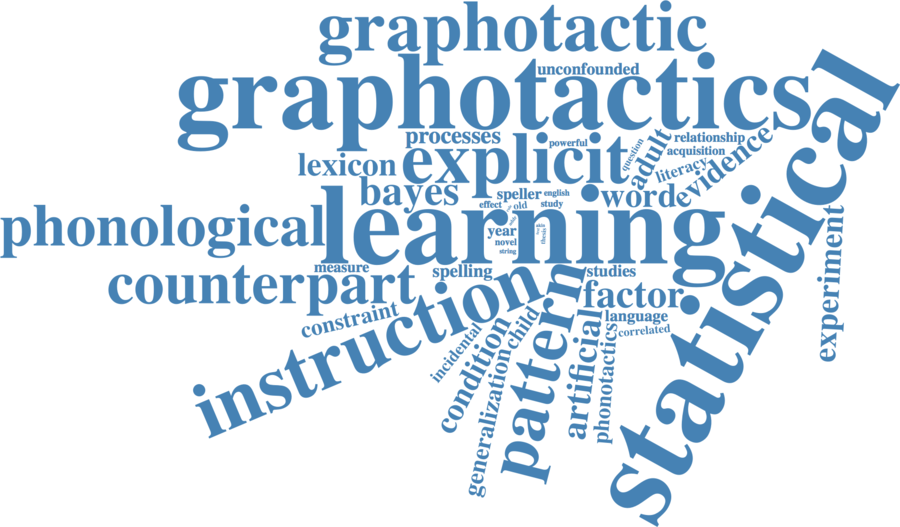 graphotactic
graphotactics
unconfounded
statistical
processes
powerful
question
adult
relationship
acquisition
literacy
evidence
lexicon
explicit
bayes
speller
english
effect
old
study
word
phonological
learning
year
novel
string
thesis
counterpart
measure
spelling
studies
experiment
instruction
pattern
factor
constraint
incidental
condition
child
generalization
artificial
phonotactics
language
correlated